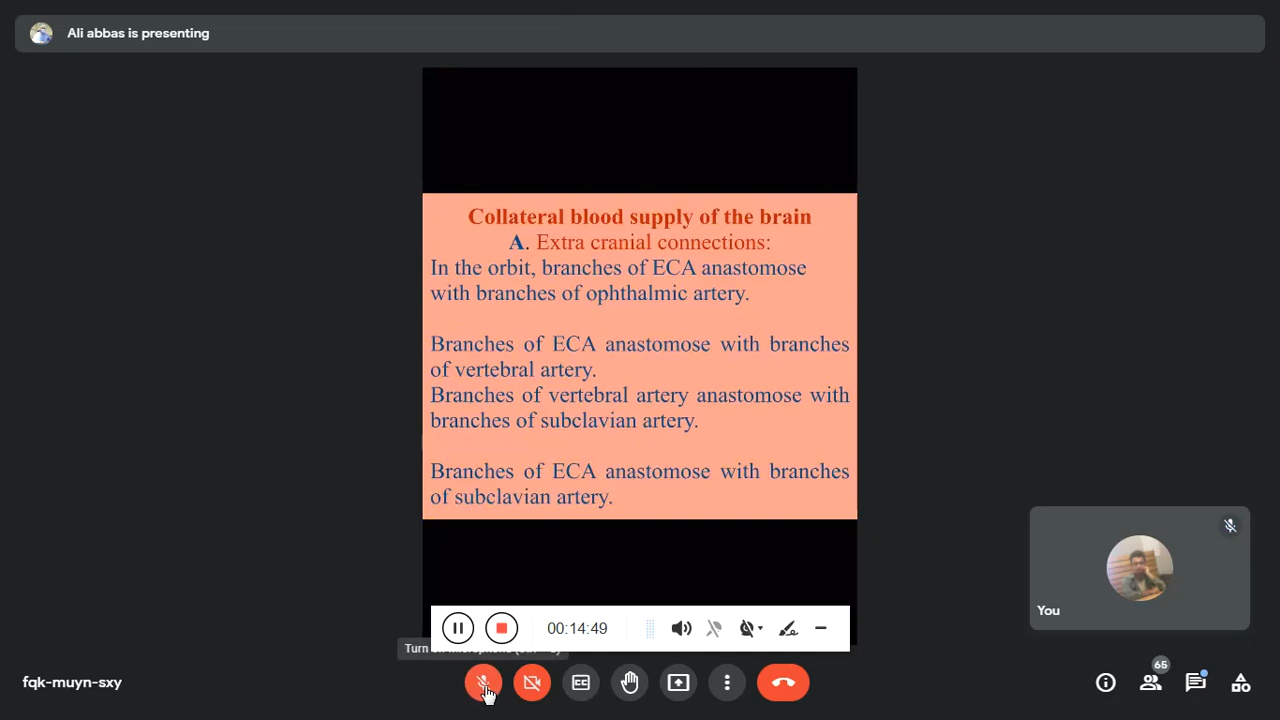 Ali abbas is presenting
Collateral blood supply of the brain
A. Extra cranial connections:
In the orbit, branches of ECA anastomose
with branches of ophthalmic artery.
Branches of ECA anastomose with branches
of vertebral artery.
Branches of vertebral artery anastomose with
branches of subclavian artery.
Branches of ECA anastomose with branches
of subclavian artery.
You
00:14:49
Turn
fqk-muyn-sxy
65